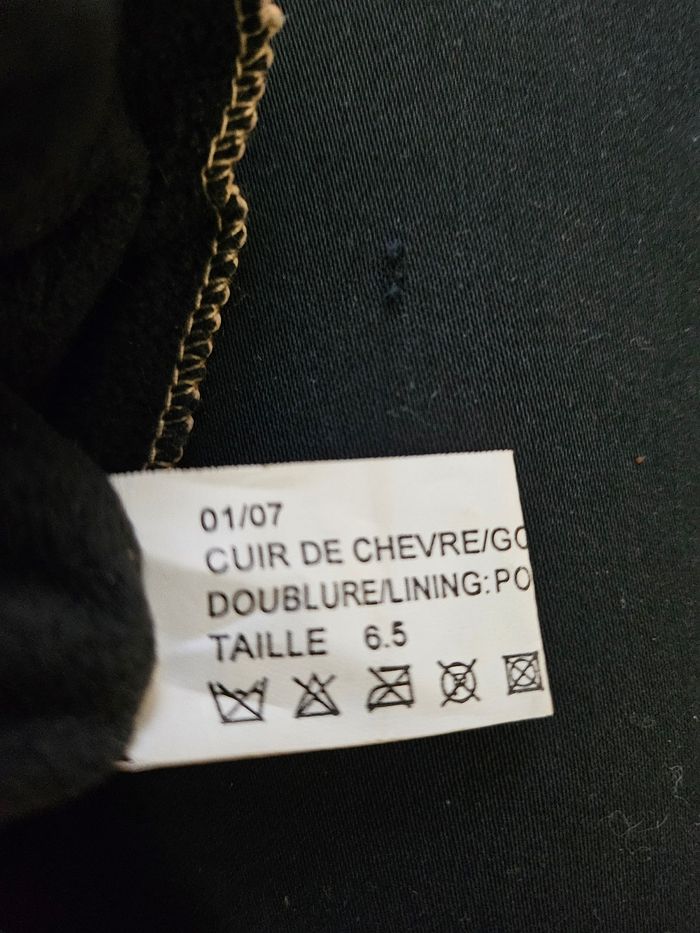 01/07
CUIR DE CHEVRE/GO
DOUBLURE/LINING: PO
TAILLE 6.5